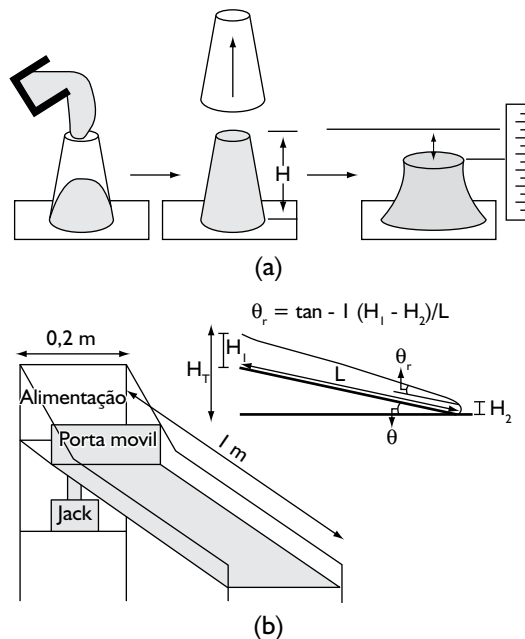 H
(a)
θr = tan - 1 (H1 - H2)/L
0,2 m
H1
θr
HT
L
Alimentação
H2
Porta movil
1 m
θ
Jack
(b)